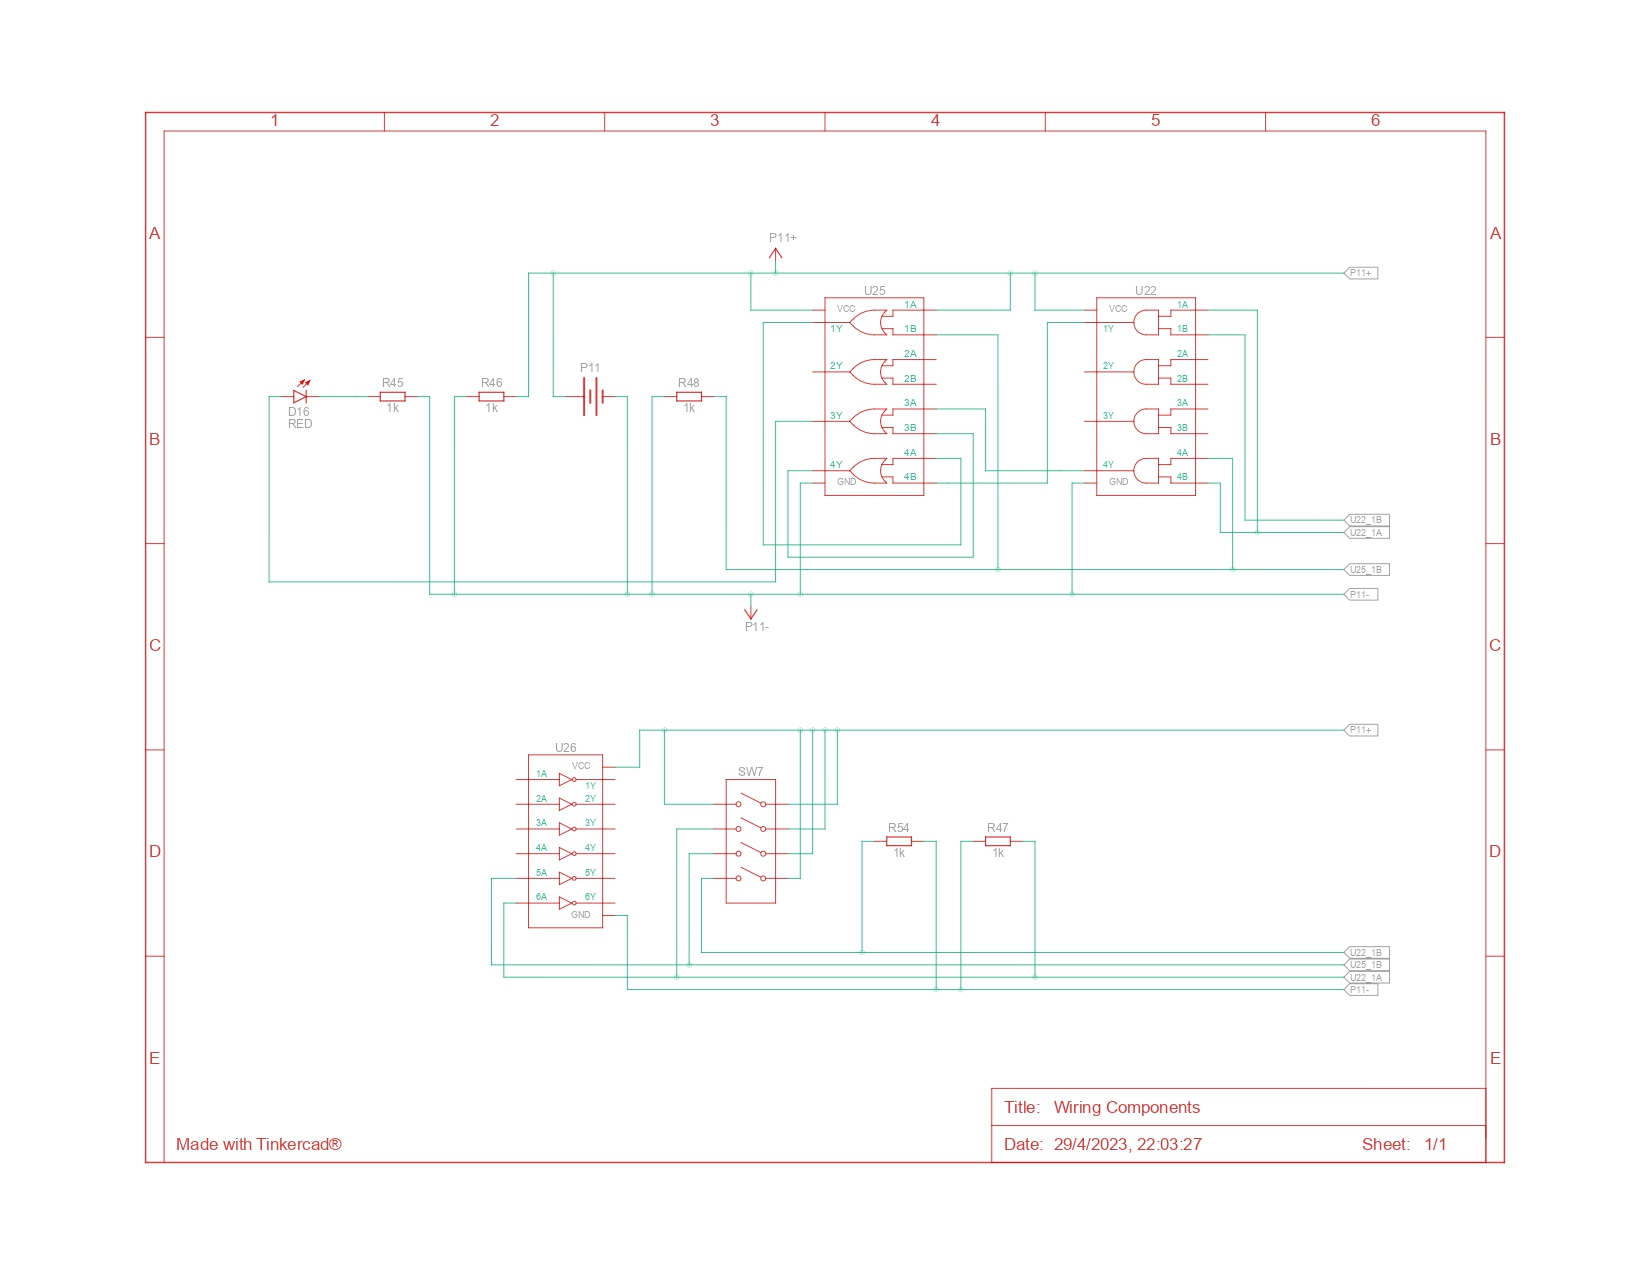 1 2 3 4 5 6
A A
P11+
P11+
U25 U22
VCC 1A VCC 1A
1Y 1B 1Y 1B
2Y 2A 2Y 2A
2B 2B
3Y 3A 3Y 3A
3B 3B
4Y 4A 4Y 4A
GND 4B GND 4B
P11
D16 R45 R46 R48
RED 1k 1k 1k
B B
U22_1B
U22_1A
U25_1B
P11-
P11-
C C
P11+
U26
VCC
1A 1Y
2A 2Y
3A 3Y
4A 4Y
5A 5Y
6A 6Y
GND
SW7
R54 R47
1k 1k
D D
U22_1B
U25_1B
U22_1A
P11-
E E
Title: Wiring Components
Made with Tinkercad®
Date: 29/4/2023, 22:03:27 Sheet: 1/1